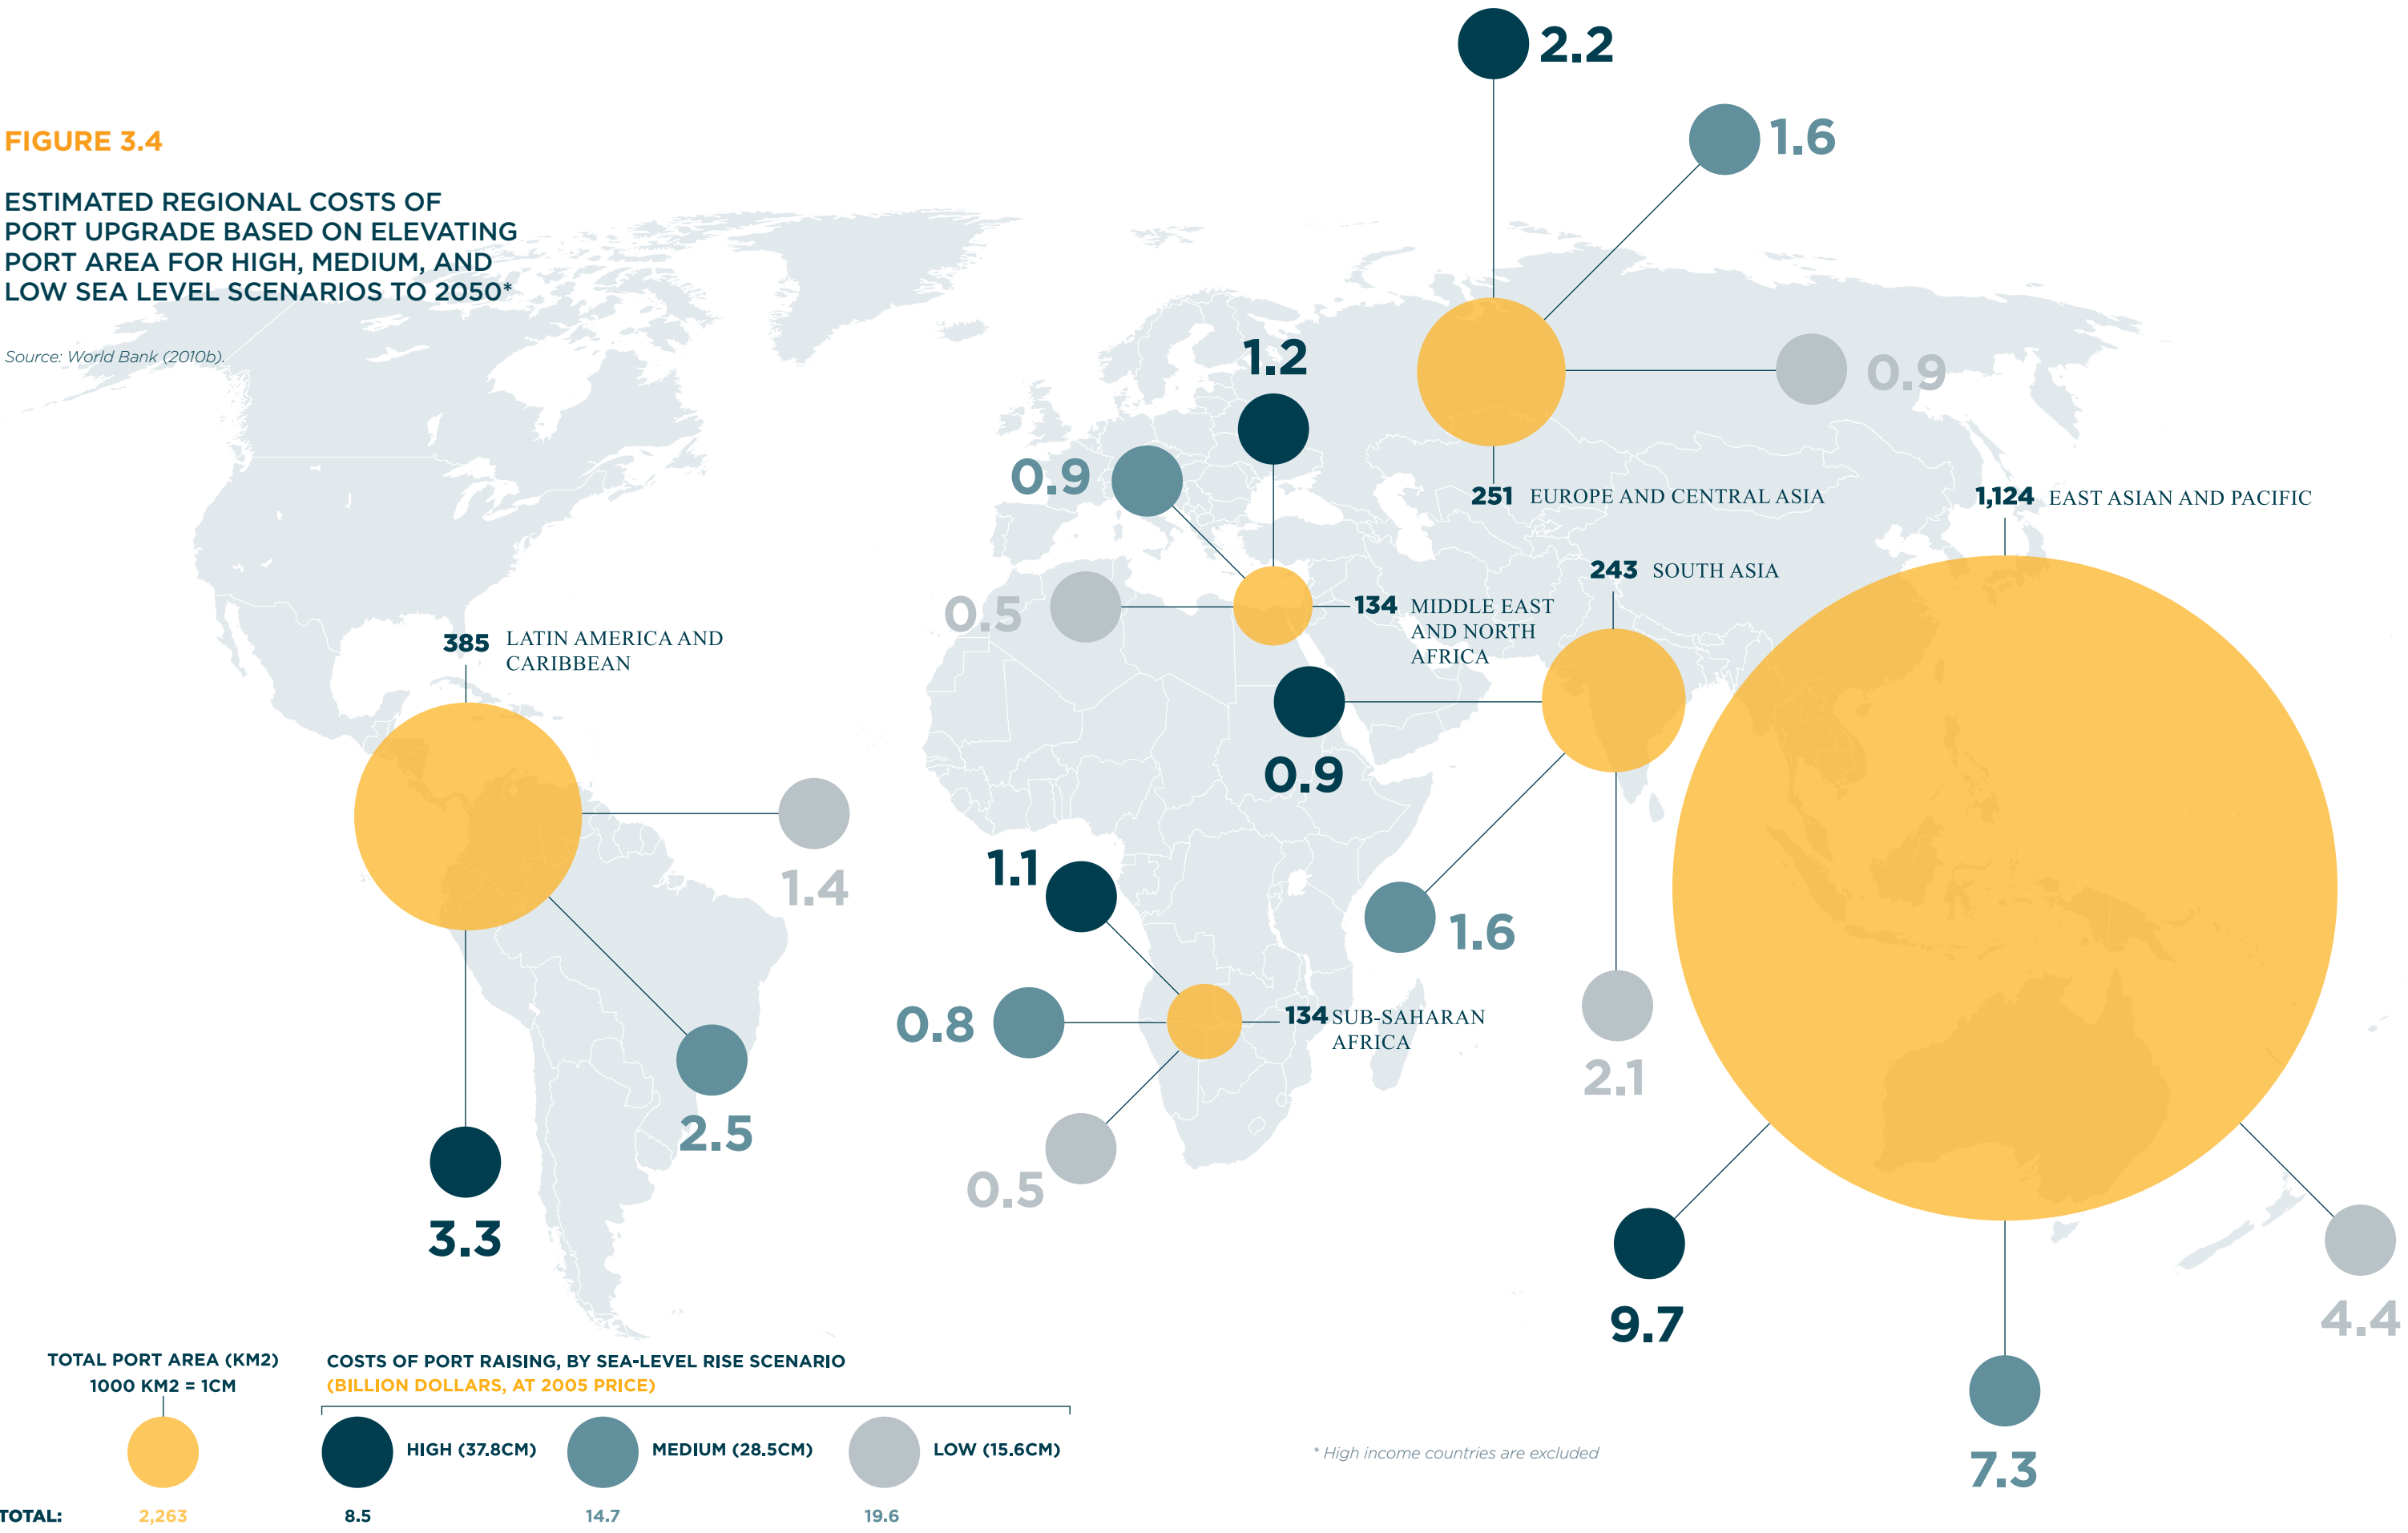 FIGURE 3.4
ESTIMATED REGIONAL COSTS OF
PORT UPGRADE BASED ON ELEVATING
PORT AREA FOR HIGH, MEDIUM, AND
LOW SEA LEVEL SCENARIOS TO 2050*
Source: World Bank (2010b).
2.2
1.6
0.9
251 EUROPE AND CENTRAL ASIA
1.2
0.9
0.5
134 MIDDLE EAST
AND NORTH
AFRICA
1,124 EAST ASIAN AND PACIFIC
243 SOUTH ASIA
385 LATIN AMERICA AND
CARIBBEAN
0.9
1.6
2.1
1.4
2.5
3.3
1.1
0.8
0.5
134 SUB-SAHARAN
AFRICA
9.7
7.3
4.4
TOTAL PORT AREA (KM2)
1000 KM2 = 1CM
COSTS OF PORT RAISING, BY SEA-LEVEL RISE SCENARIO
(BILLION DOLLARS, AT 2005 PRICE)
HIGH (37.8CM)
MEDIUM (28.5CM)
LOW (15.6CM)
* High income countries are excluded
TOTAL: 2,263 8.5 14.7 19.6